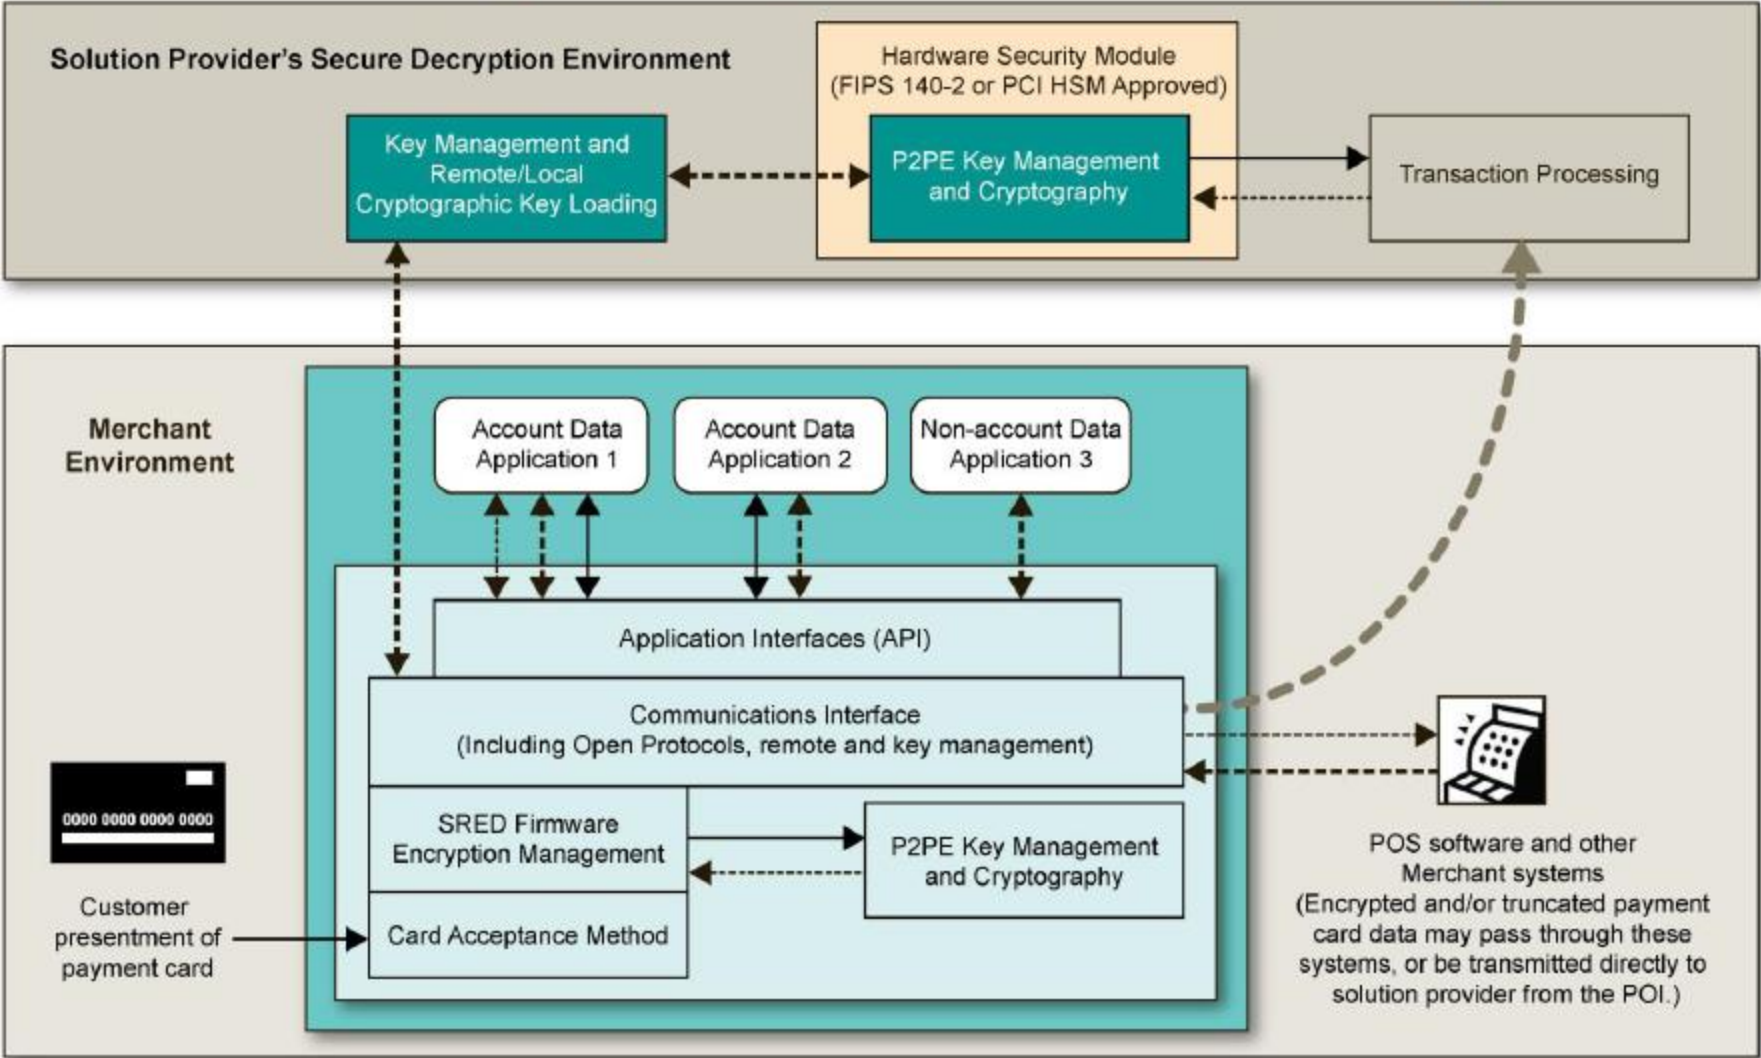 Solution Provider's Secure Decryption Environment
Hardware Security Module
(FIPS 140-2 or PCI HSM Approved)
Key Management and
Remote/Local
Cryptographic Key Loading
P2PE Key Management
and Cryptography
Transaction Processing
Merchant
Environment
Account Data
Application 1
Account Data
Application 2
Non-account Data
Application 3
Application Interfaces (API)
Communications Interface
(Including Open Protocols, remote and key management)
SRED Firmware
Encryption Management
P2PE Key Management
and Cryptography
Card Acceptance Method
0000 0000 0000 0000
Customer
presentment of
payment card
POS software and other
Merchant systems
(Encrypted and/or truncated payment
card data may pass through these
systems, or be transmitted directly to
solution provider from the POI.)